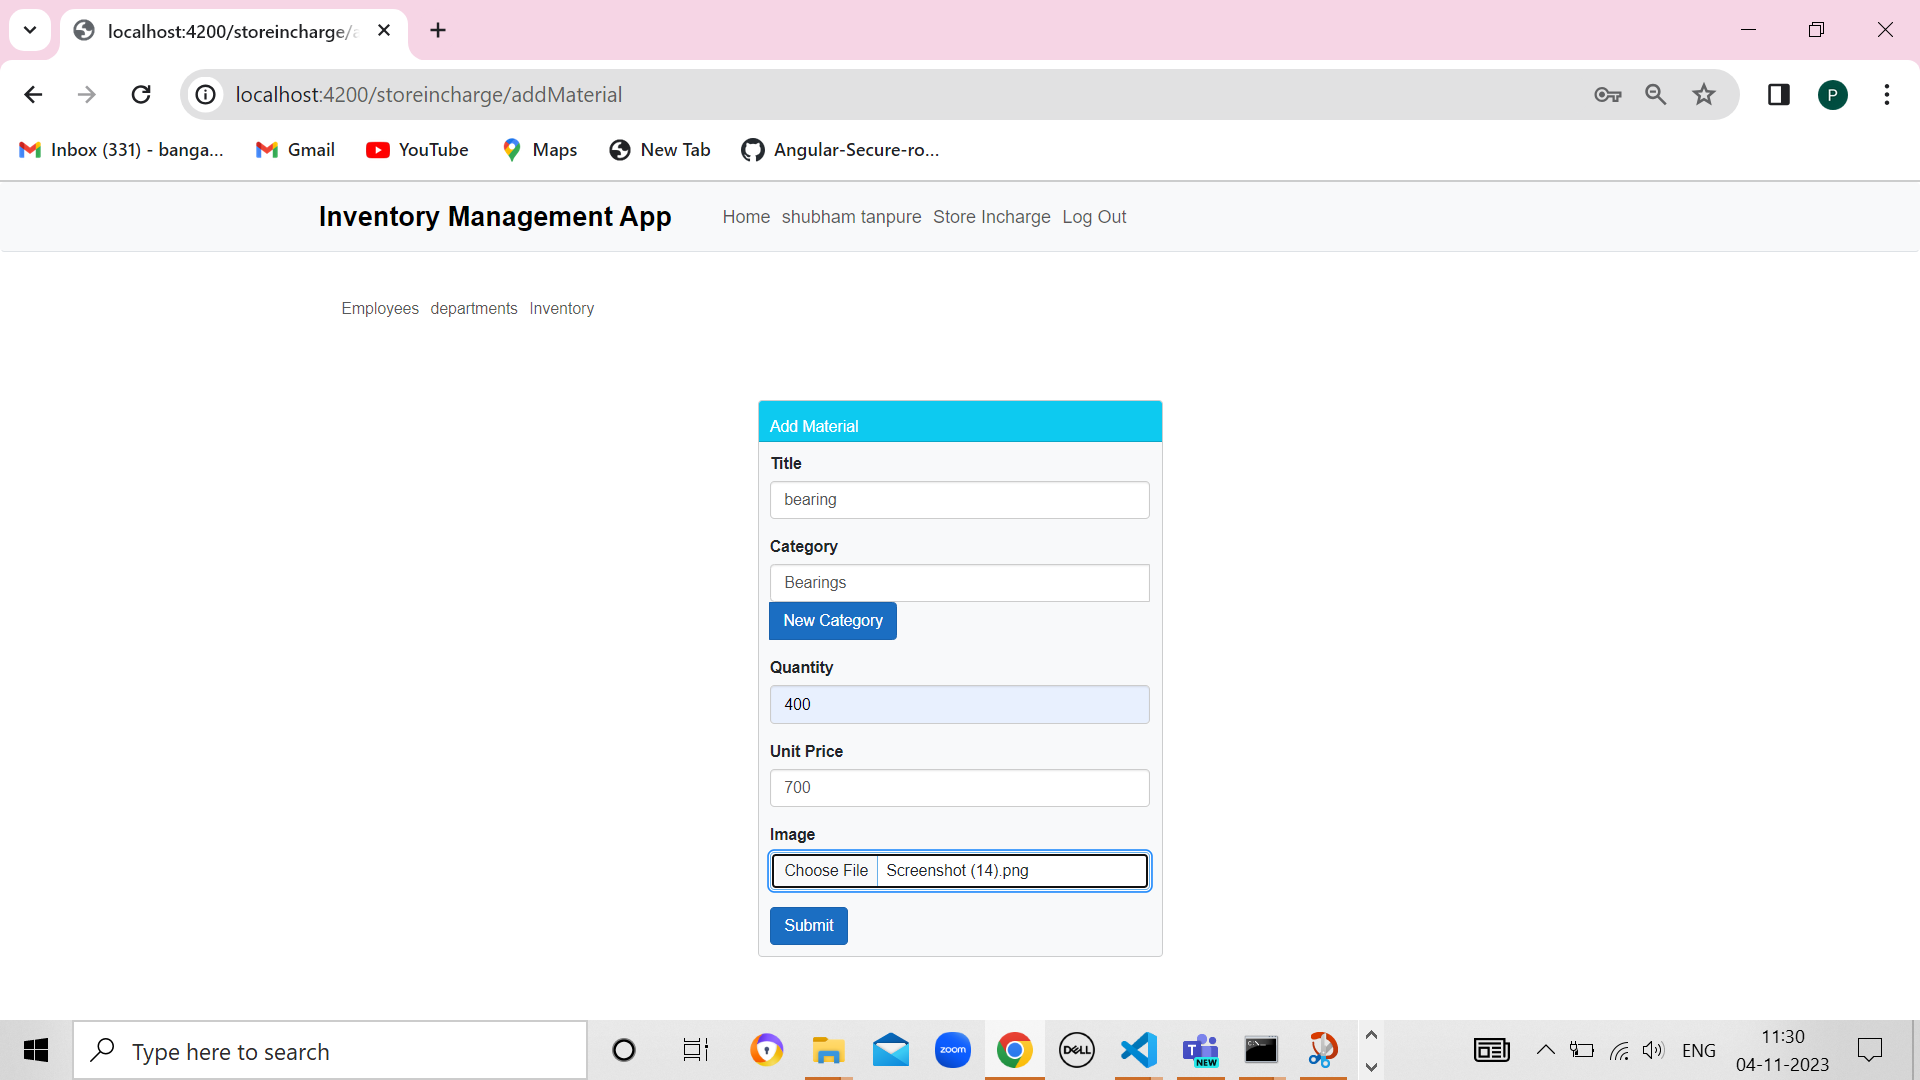 localhost:4200/storeincharge/a
localhost:4200/storeincharge/addMaterial
P
Inbox (331) - banga...
Gmail
YouTube
Maps
New Tab
Angular-Secure-ro...
Inventory Management App
Home shubham tanpure Store Incharge Log Out
Employees departments Inventory
Add Material
Title
bearing
Category
Bearings
New Category
Quantity
400
Unit Price
700
Image
Choose File Screenshot (14).png
Submit
Type here to search
zoom
DELL
T
NEW
ENG
11:30
04-11-2023